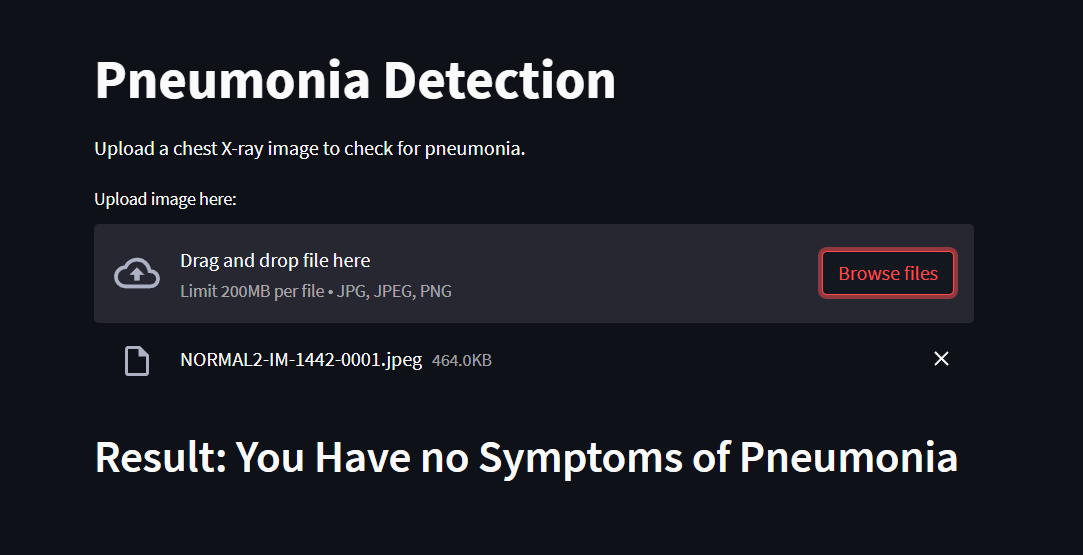 Pneumonia Detection
Upload a chest X-ray image to check for pneumonia.
Upload image here:
Drag and drop file here
Limit 200MB per file • JPG, JPEG, PNG
Browse files
NORMAL2-IM-1442-0001.jpeg 464.0KB
Result: You Have no Symptoms of Pneumonia